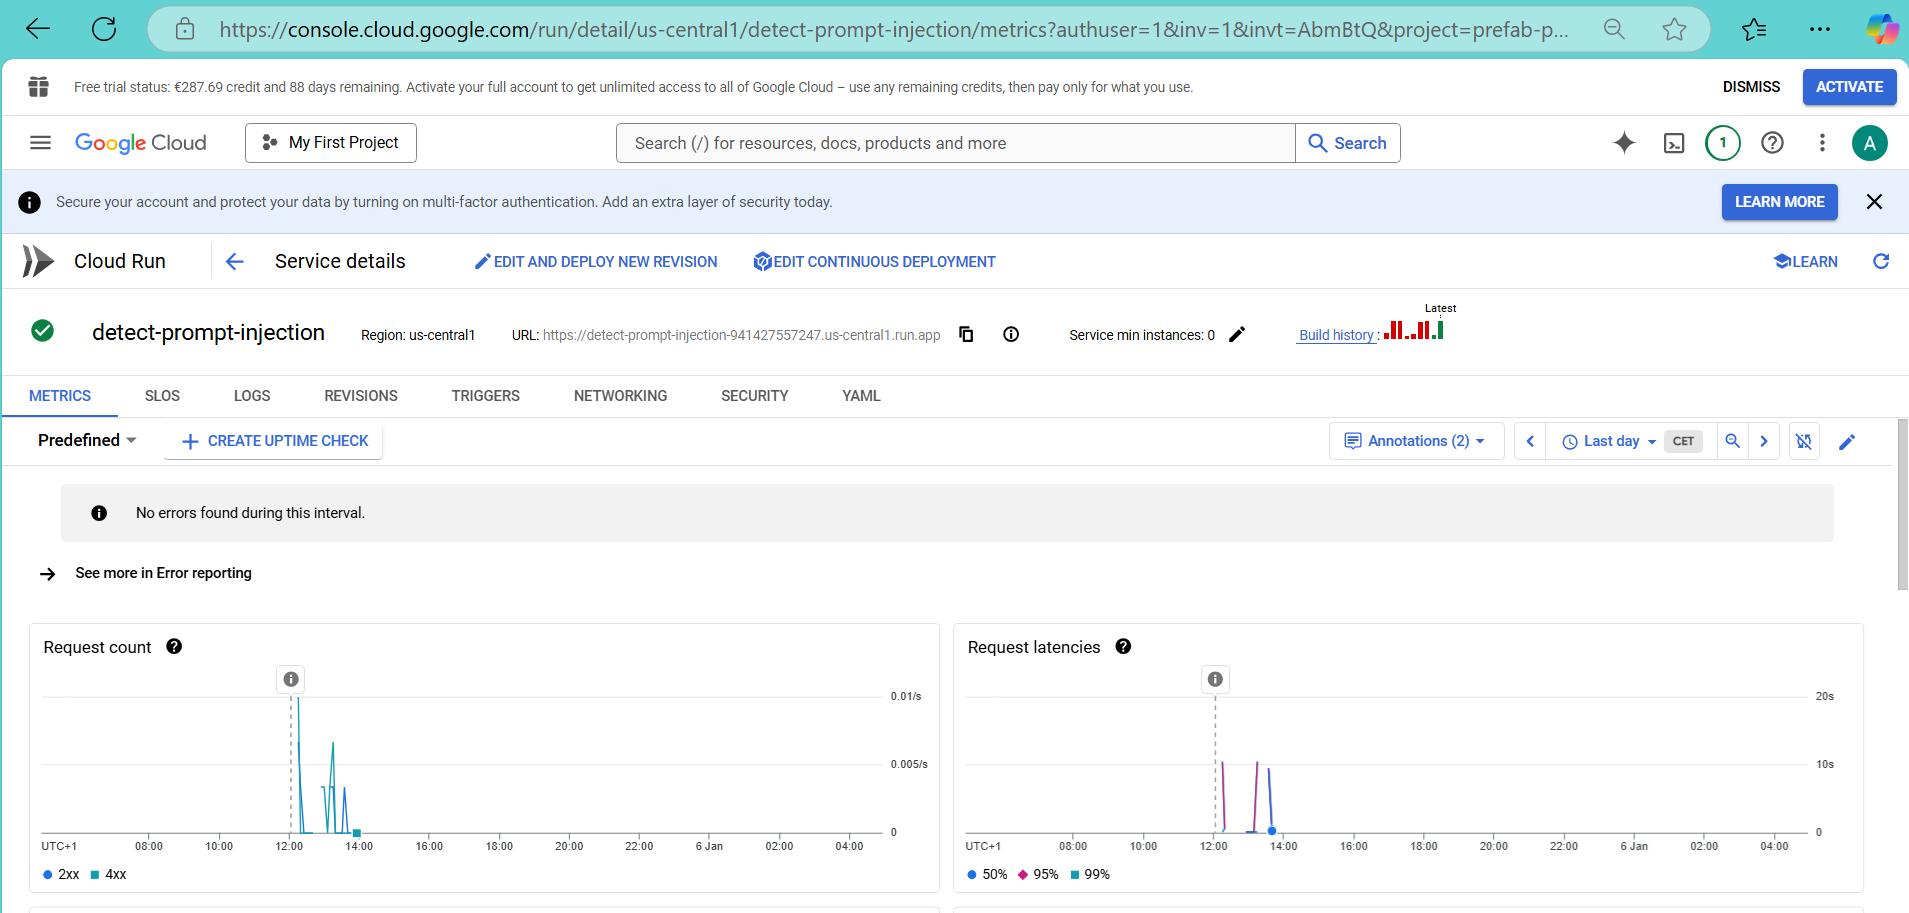 https://console.cloud.google.com/run/detail/us-central1/detect-prompt-injection/metrics?authuser=1&inv=1&invt=AbmBtQ&project=prefab-p...
Free trial status: €287.69 credit and 88 days remaining. Activate your full account to get unlimited access to all of Google Cloud – use any remaining credits, then pay only for what you use.
DISMISS
ACTIVATE
Google Cloud
My First Project
Search (/) for resources, docs, products and more
Search
1
A
Secure your account and protect your data by turning on multi-factor authentication. Add an extra layer of security today.
LEARN MORE
Cloud Run
Service details
EDIT AND DEPLOY NEW REVISION
EDIT CONTINUOUS DEPLOYMENT
LEARN
detect-prompt-injection
Region: us-central1
URL: https://detect-prompt-injection-941427557247.us-central1.run.app
Service min instances: 0
Build history :
Latest
METRICS
SLOS
LOGS
REVISIONS
TRIGGERS
NETWORKING
SECURITY
YAML
Predefined
CREATE UPTIME CHECK
Annotations (2)
Last day
CET
No errors found during this interval.
See more in Error reporting
Request count
0.01/s
0.005/s
0
UTC+1 08:00 10:00 12:00 14:00 16:00 18:00 20:00 22:00 6 Jan 02:00 04:00
2xx 4xx
Request latencies
20s
10s
0
UTC+1 08:00 10:00 12:00 14:00 16:00 18:00 20:00 22:00 6 Jan 02:00 04:00
50% 95% 99%